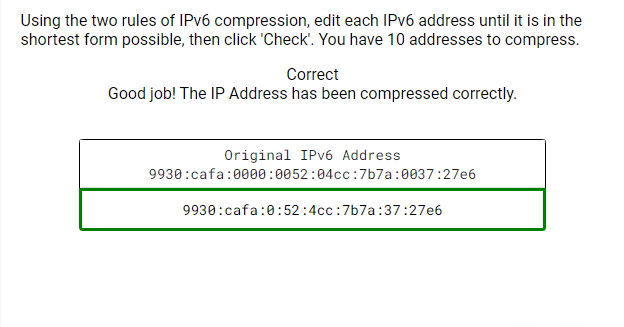 Using the two rules of IPv6 compression, edit each IPv6 address until it is in the
shortest form possible, then click 'Check'. You have 10 addresses to compress.
Correct
Good job! The IP Address has been compressed correctly.
Original IPv6 Address
9930:cafa:0000:0052:04cc:7b7a:0037:27e6
9930:cafa:0:52:4cc:7b7a:37:27e6